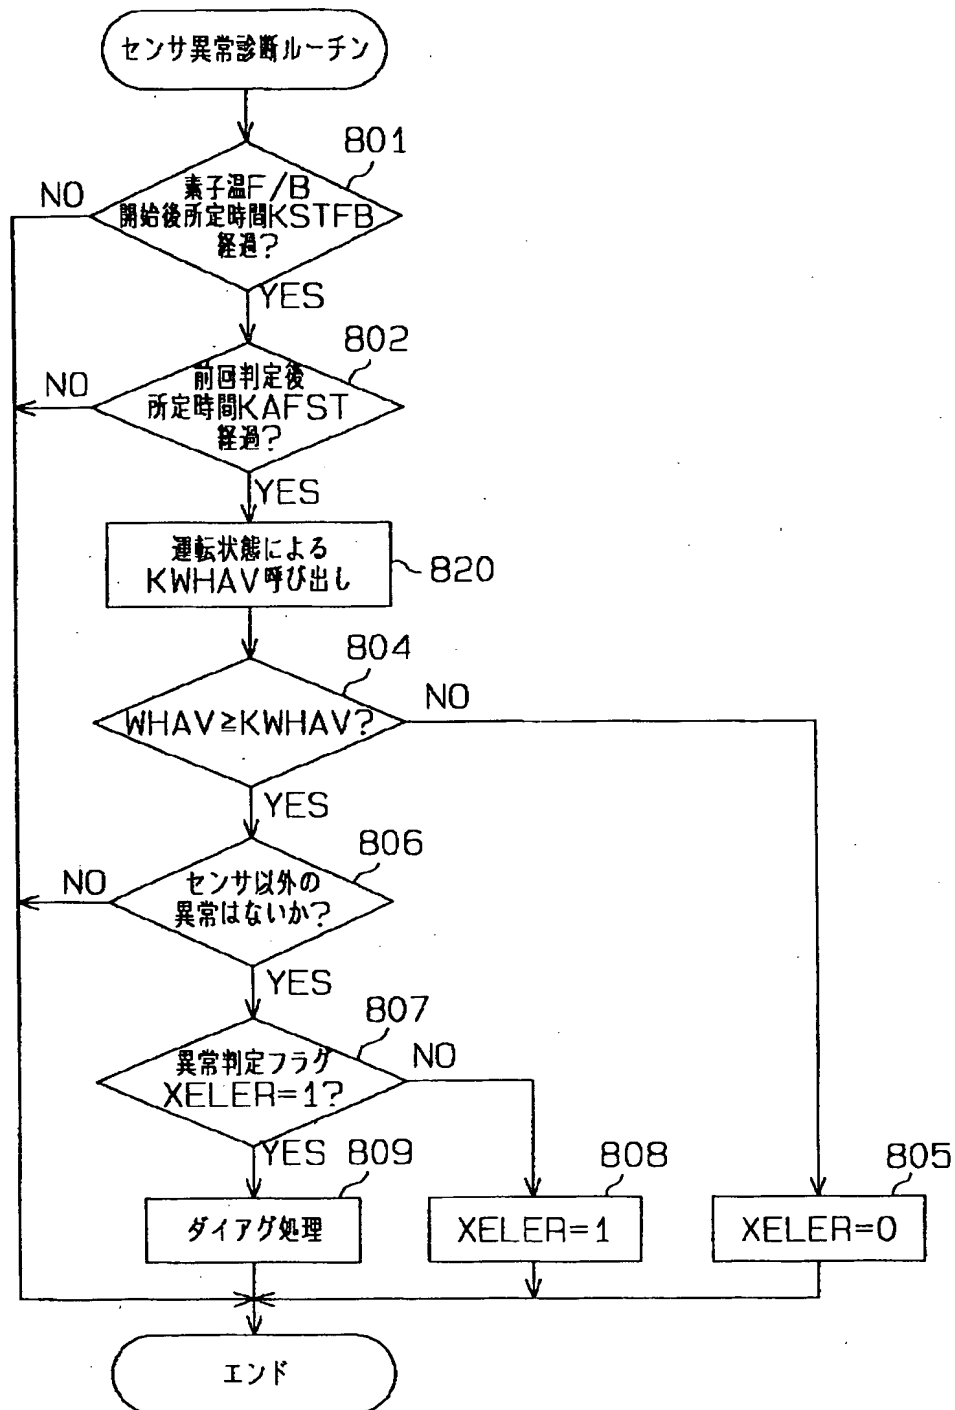 センサ異常診断ルーチン
801
素子温F/B
開始後所定時間KSTFB
経過?
NO
YES
802
前回判定後
所定時間KAFST
経過?
NO
YES
運転状態による
KWHAV呼び出し
820
804
WHAV≧KWHAV?
NO
YES
806
センサ以外の
異常はないか?
NO
YES
807
異常判定フラグ
XELER=1?
NO
YES
809
ダイアグ処理
808
XELER=1
805
XELER=0
エンド